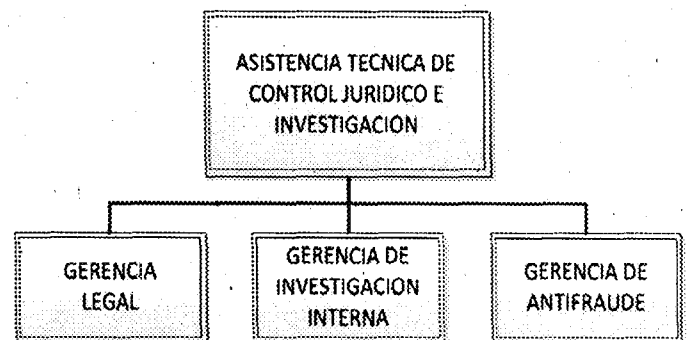 ASISTENCIA TECNICA DE
CONTROL JURIDICO E
INVESTIGACION
GERENCIA
LEGAL
GERENCIA DE
INVESTIGACION
INTERNA
GERENCIA DE
ANTIFRAUDE